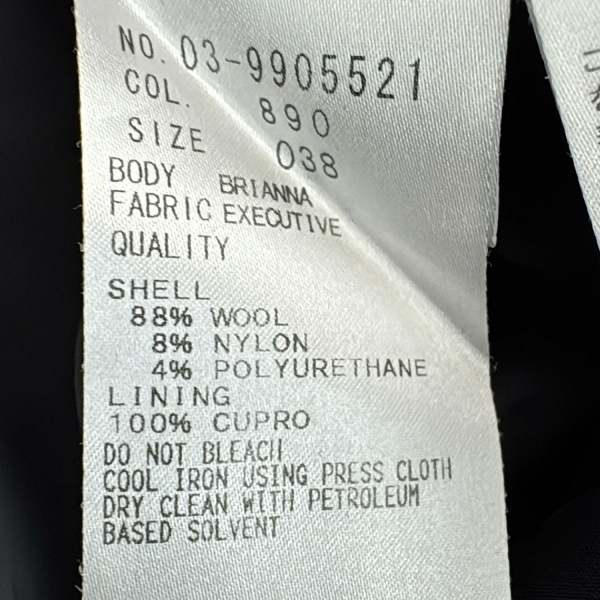 NO. 03-9905521
COL. 890
SIZE 038
BODY BRIANNA
FABRIC EXECUTIVE
QUALITY
SHELL
88% WOOL
8% NYLON
4% POLYURETHANE
LINING
100% CUPRO
DO NOT BLEACH
COOL IRON USING PRESS CLOTH
DRY CLEAN WITH PETROLEUM
BASED SOLVENT